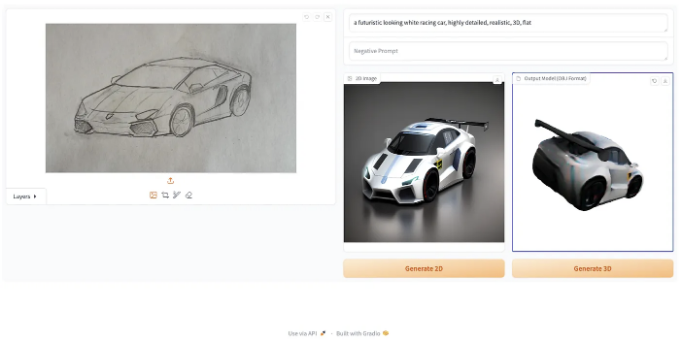 a futuristic looking white racing car, highly detailed, realistic, 3D, flat
Negative Prompt
2D Image
Output Model (OBJ Format)
Layers
Generate 2D
Generate 3D
Use via API
Built with Gradio